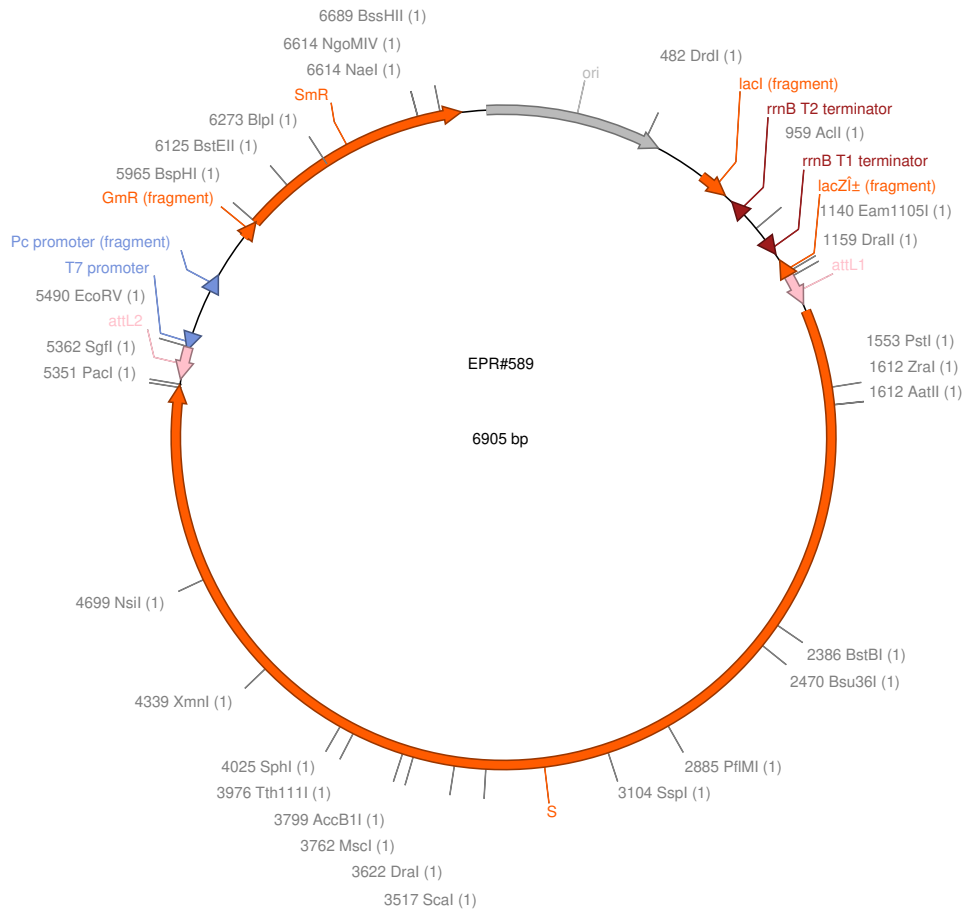 6689 BssHII (1)
6614 NgoMIV (1)
6614 NaeI (1)
SmR
6273 BlpI (1)
6125 BstEII (1)
5965 BspHI (1)
GmR (fragment)
Pc promoter (fragment)
T7 promoter
5490 EcoRV (1)
attL2
5362 SgfI (1)
5351 PacI (1)
ori
482 DrdI (1)
lacI (fragment)
rrnB T2 terminator
959 AclI (1)
rrnB T1 terminator
lacZÎ± (fragment)
1140 Eam1105I (1)
1159 DraII (1)
attL1
1553 PstI (1)
1612 ZraI (1)
1612 AatII (1)
EPR#589
6905 bp
2386 BstBI (1)
2470 Bsu36I (1)
2885 PflMI (1)
3104 SspI (1)
S
4699 NsiI (1)
4339 XmnI (1)
4025 SphI (1)
3976 Tth111I (1)
3799 AccB1I (1)
3762 MscI (1)
3622 DraI (1)
3517 ScaI (1)